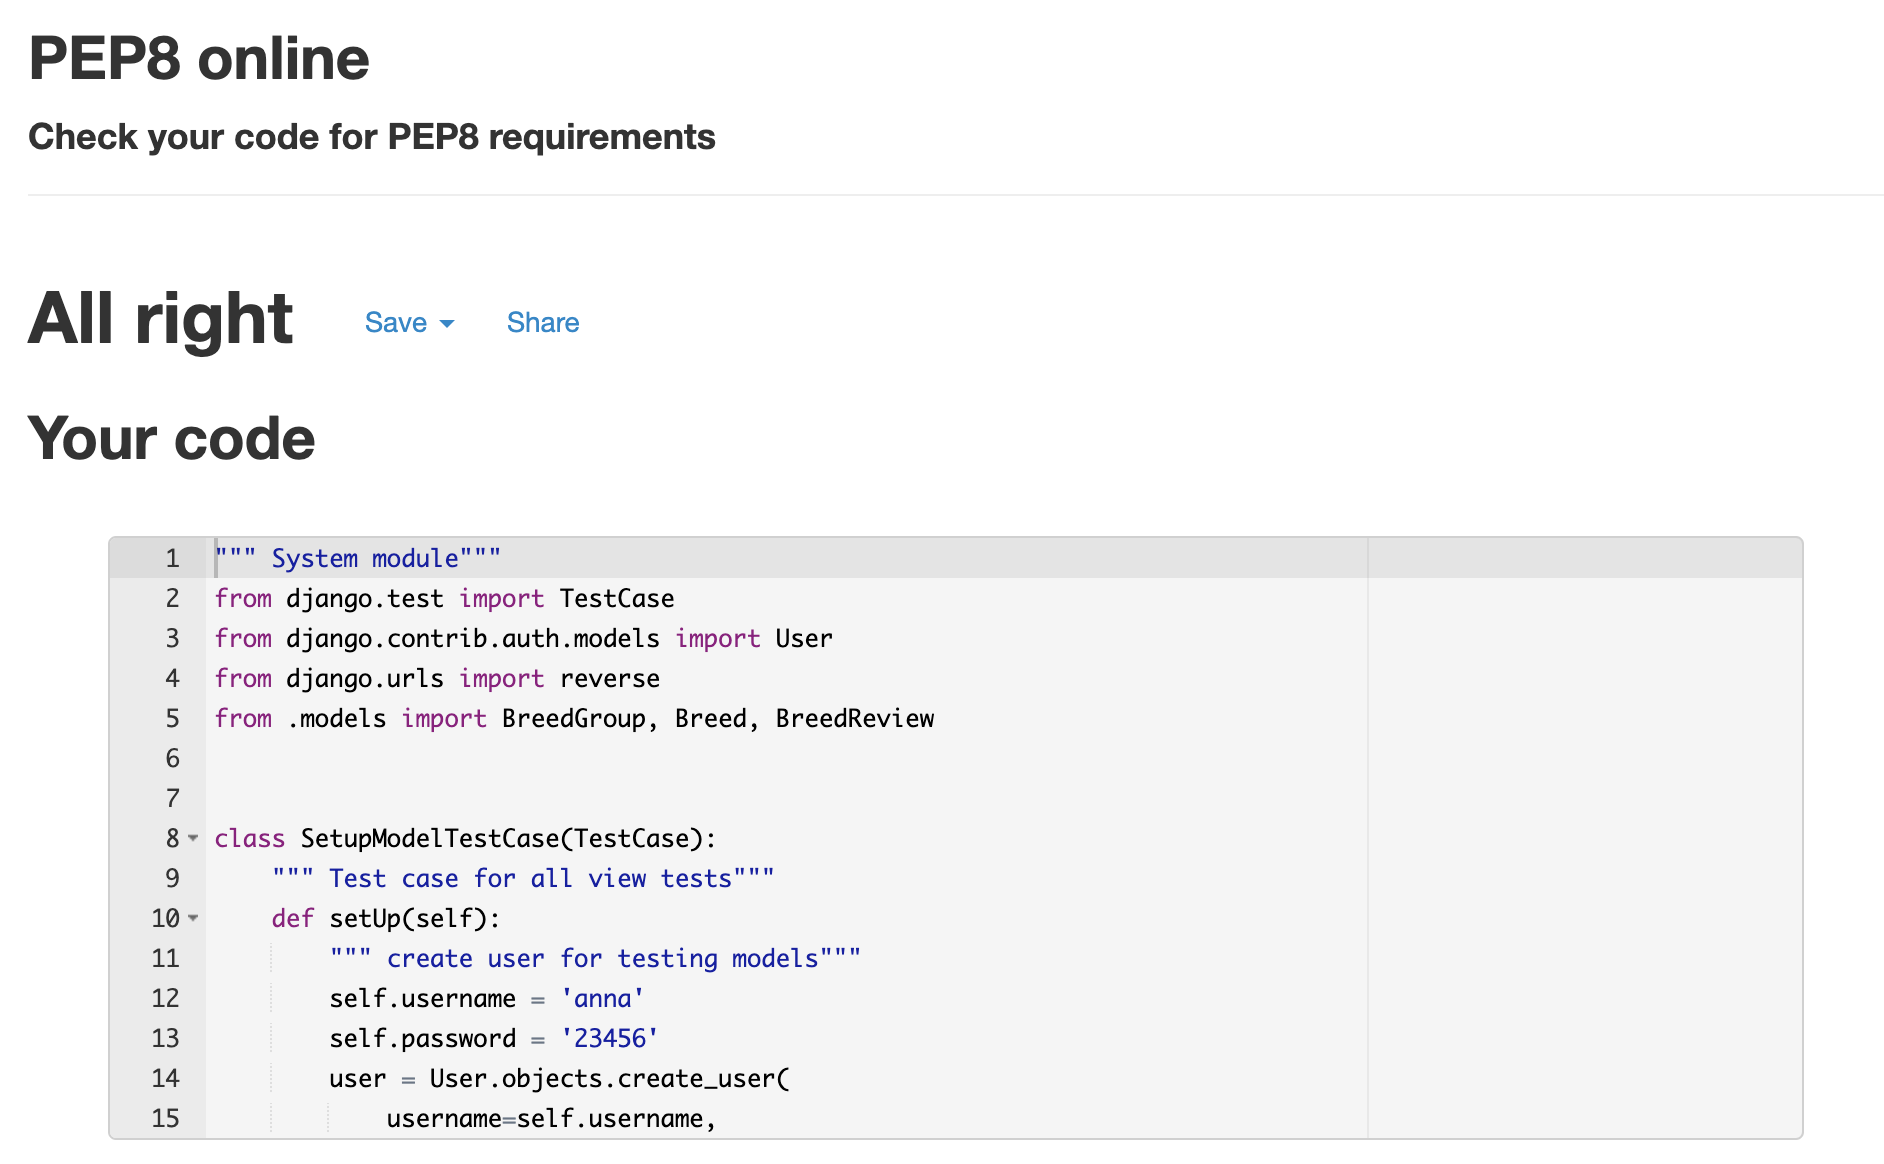 PEP8 online
Check your code for PEP8 requirements
All right Save Share
Your code
1 """ System module"""
2 from django.test import TestCase
3 from django.contrib.auth.models import User
4 from django.urls import reverse
5 from .models import BreedGroup, Breed, BreedReview
6
7
8 class SetupModelTestCase(TestCase):
9     """ Test case for all view tests"""
10     def setUp(self):
11         """ create user for testing models"""
12         self.username = 'anna'
13         self.password = '23456'
14         user = User.objects.create_user(
15             username=self.username,